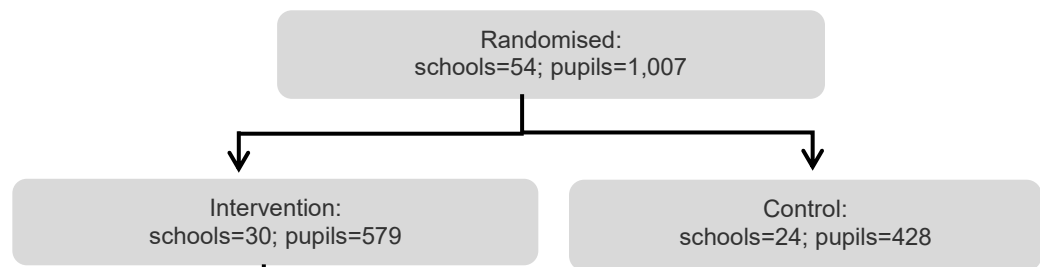 Randomised:
schools=54; pupils=1,007
Intervention:
schools=30; pupils=579
Control:
schools=24; pupils=428